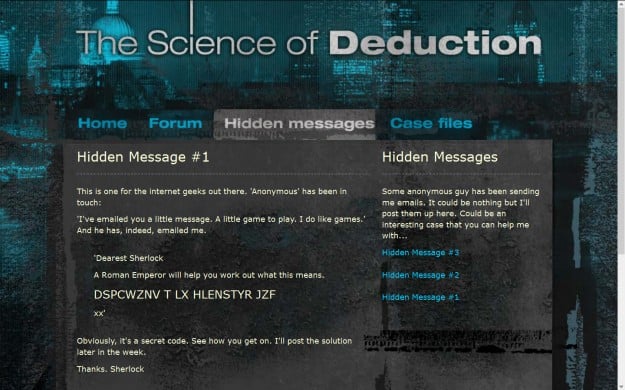 The Science of Deduction
Home Forum Hidden messages Case files
Hidden Message #1
This is one for the internet geeks out there. 'Anonymous' has been in
touch:
'I've emailed you a little message. A little game to play. I do like games.'
And he has, indeed, emailed me.
'Dearest Sherlock
A Roman Emperor will help you work out what this means.
DSPCWZNV T LX HLENSTYR JZF
xx'
Obviously, it's a secret code. See how you get on. I'll post the solution
later in the week.
Thanks. Sherlock
Hidden Messages
Some anonymous guy has been sending
me emails. It could be nothing but I'll
post them up here. Could be an
interesting case that you can help me
with...
Hidden Message #3
Hidden Message #2
Hidden Message #1